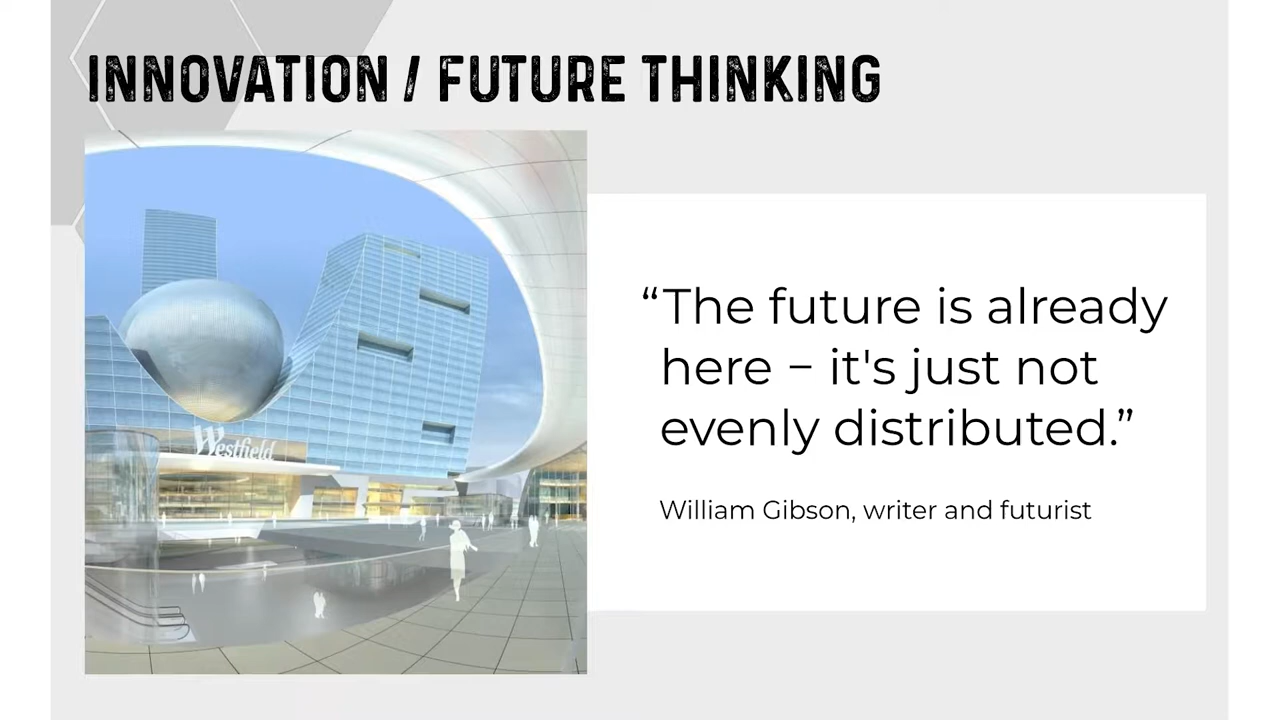 INNOVATION / FUTURE THINKING
Westfield
“The future is already
here – it's just not
evenly distributed.”
William Gibson, writer and futurist